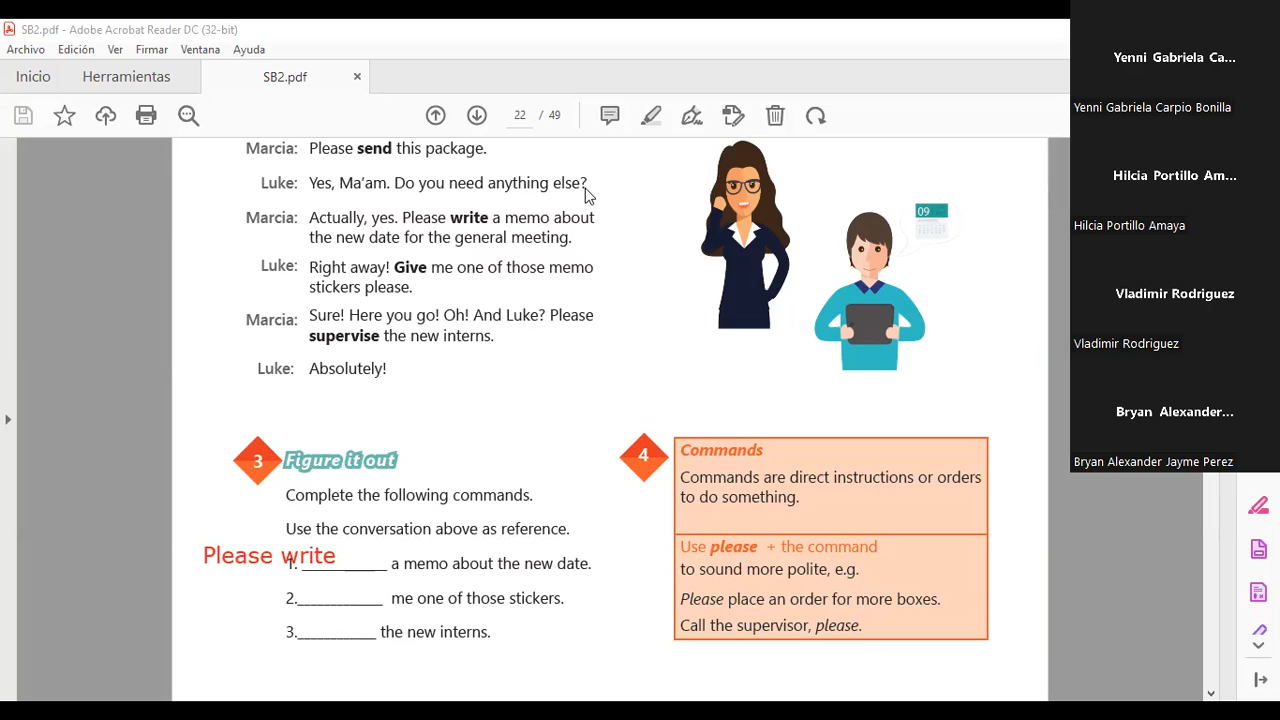 SB2.pdf - Adobe Acrobat Reader DC (32-bit)
Archivo Edición Ver Firmar Ventana Ayuda
Inicio Herramientas SB2.pdf ×
22 / 49
Marcia: Please send this package.
Luke: Yes, Ma'am. Do you need anything else?
Marcia: Actually, yes. Please write a memo about
the new date for the general meeting.
Luke: Right away! Give me one of those memo
stickers please.
Marcia: Sure! Here you go! Oh! And Luke? Please
supervise the new interns.
Luke: Absolutely!
09
3 Figure it out
Complete the following commands.
Use the conversation above as reference.
Please write
1. __________ a memo about the new date.
2.__________ me one of those stickers.
3.__________ the new interns.
4 Commands
Commands are direct instructions or orders
to do something.
Use please + the command
to sound more polite, e.g.
Please place an order for more boxes.
Call the supervisor, please.
Yenni Gabriela Ca...
Yenni Gabriela Carpio Bonilla
Hilcia Portillo Am...
Hilcia Portillo Amaya
Vladimir Rodriguez
Vladimir Rodriguez
Bryan Alexander...
Bryan Alexander Jayme Perez